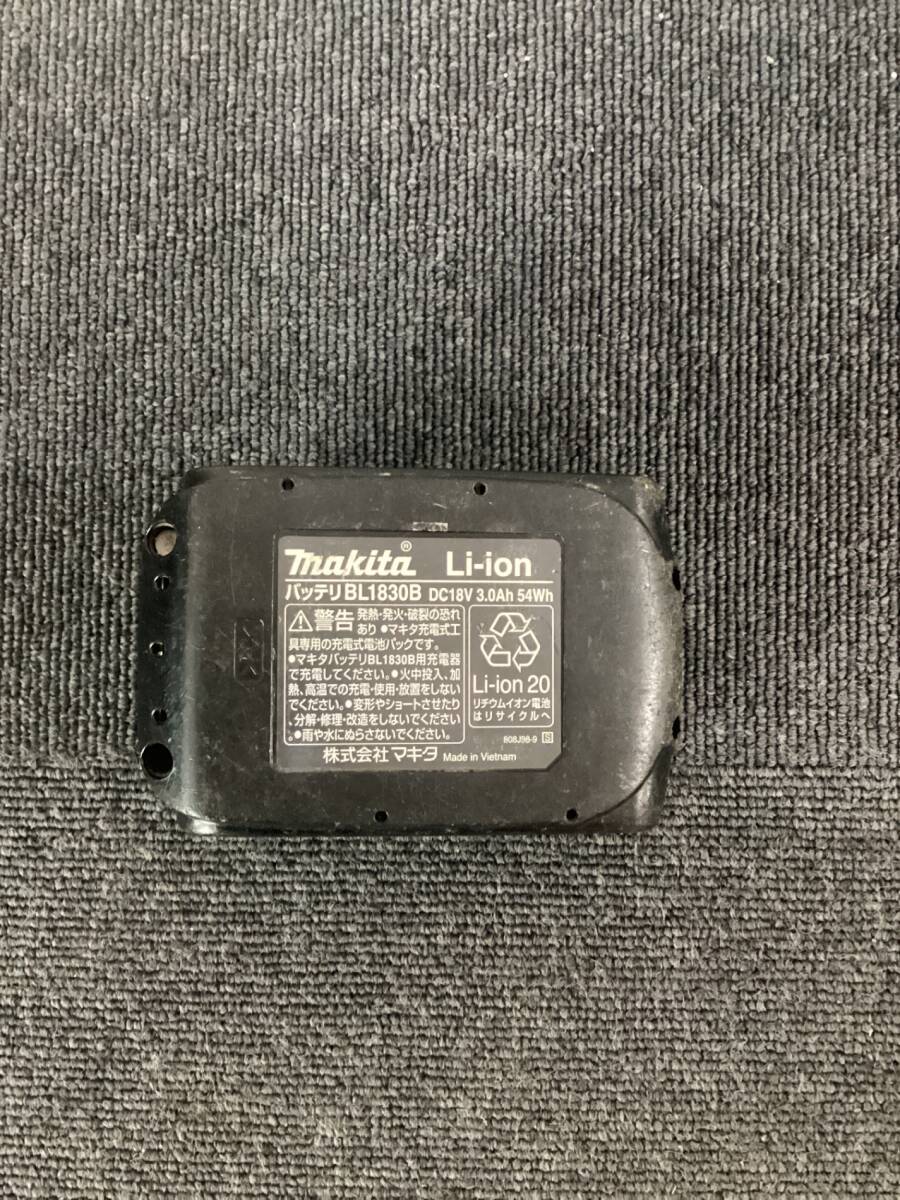 makita® Li-ion
バッテリ BL1830B DC18V 3.0Ah 54Wh
警告 発熱・発火・破裂の恐れ
あり ●マキタ充電式工
具専用の充電式電池パックです。
●マキタバッテリBL1830B用充電器
で充電してください。●火中投入、加
熱、高温での充電・使用・放置をしない
でください。●変形やショートさせたり、
分解・修理・改造をしないでください。
●雨や水にぬらさないでください。
Li-ion 20
リチウムイオン電池
はリサイクルへ
808J98-9
株式会社 マキタ Made in Vietnam